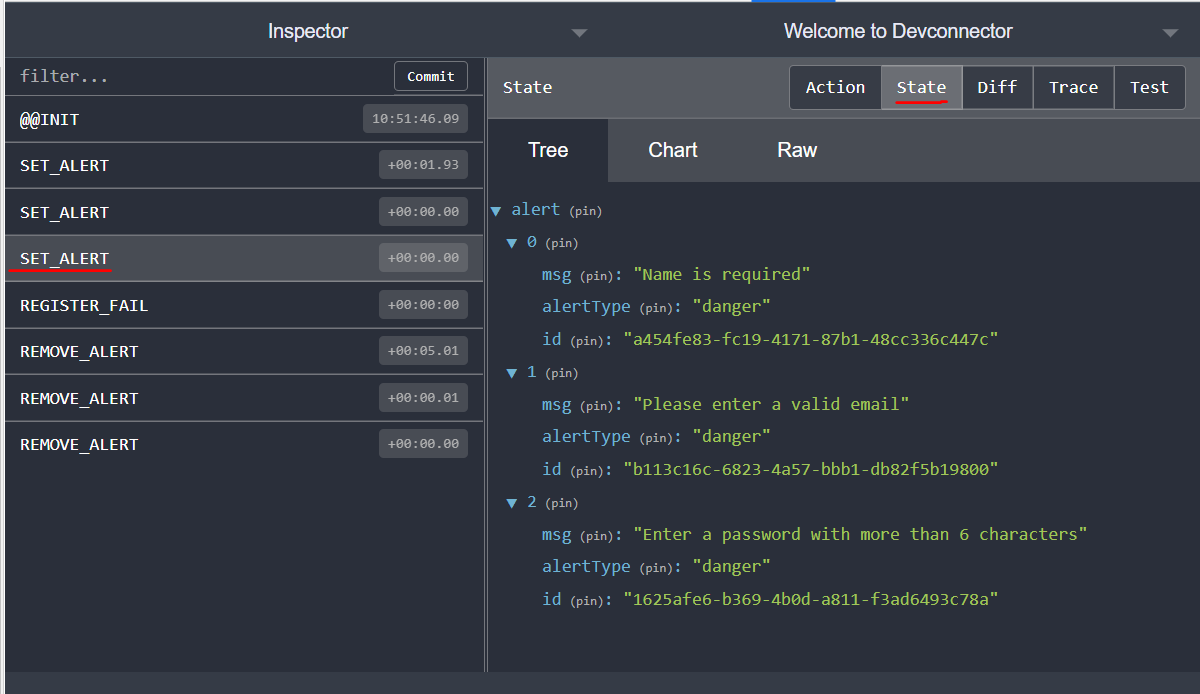 Inspector
Welcome to Devconnector
filter...
Commit
@@INIT 10:51:46.09
SET_ALERT +00:01.93
SET_ALERT +00:00.00
SET_ALERT +00:00.00
REGISTER_FAIL +00:00:00
REMOVE_ALERT +00:05.01
REMOVE_ALERT +00:00.01
REMOVE_ALERT +00:00.00
State
Action State Diff Trace Test
Tree Chart Raw
alert (pin)
0 (pin)
msg (pin): "Name is required"
alertType (pin): "danger"
id (pin): "a454fe83-fc19-4171-87b1-48cc336c447c"
1 (pin)
msg (pin): "Please enter a valid email"
alertType (pin): "danger"
id (pin): "b113c16c-6823-4a57-bbb1-db82f5b19800"
2 (pin)
msg (pin): "Enter a password with more than 6 characters"
alertType (pin): "danger"
id (pin): "1625afe6-b369-4b0d-a811-f3ad6493c78a"